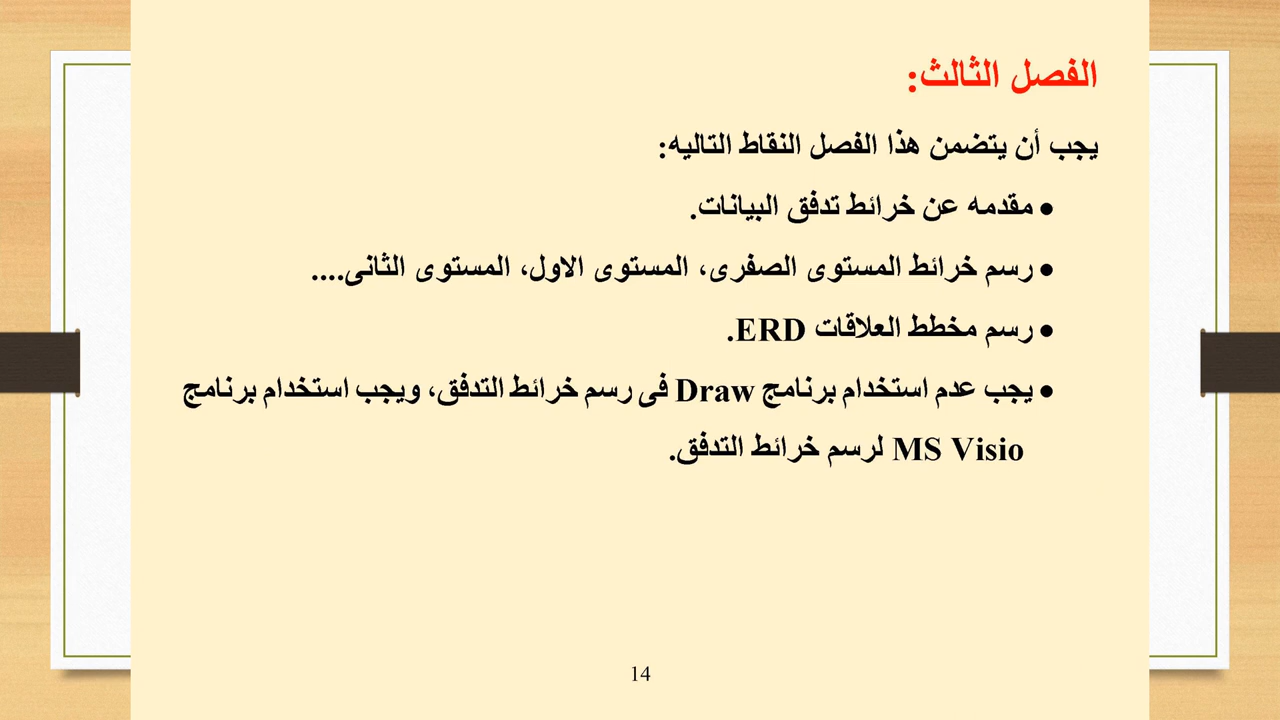 الفصل الثالث:
يجب أن يتضمن هذا الفصل النقاط التاليه:
• مقدمه عن خرائط تدفق البيانات.
• رسم خرائط المستوى الصفرى، المستوى الاول، المستوى الثانى....
• رسم مخطط العلاقات ERD.
• يجب عدم استخدام برنامج Draw فى رسم خرائط التدفق، ويجب استخدام برنامج
MS Visio لرسم خرائط التدفق.
14